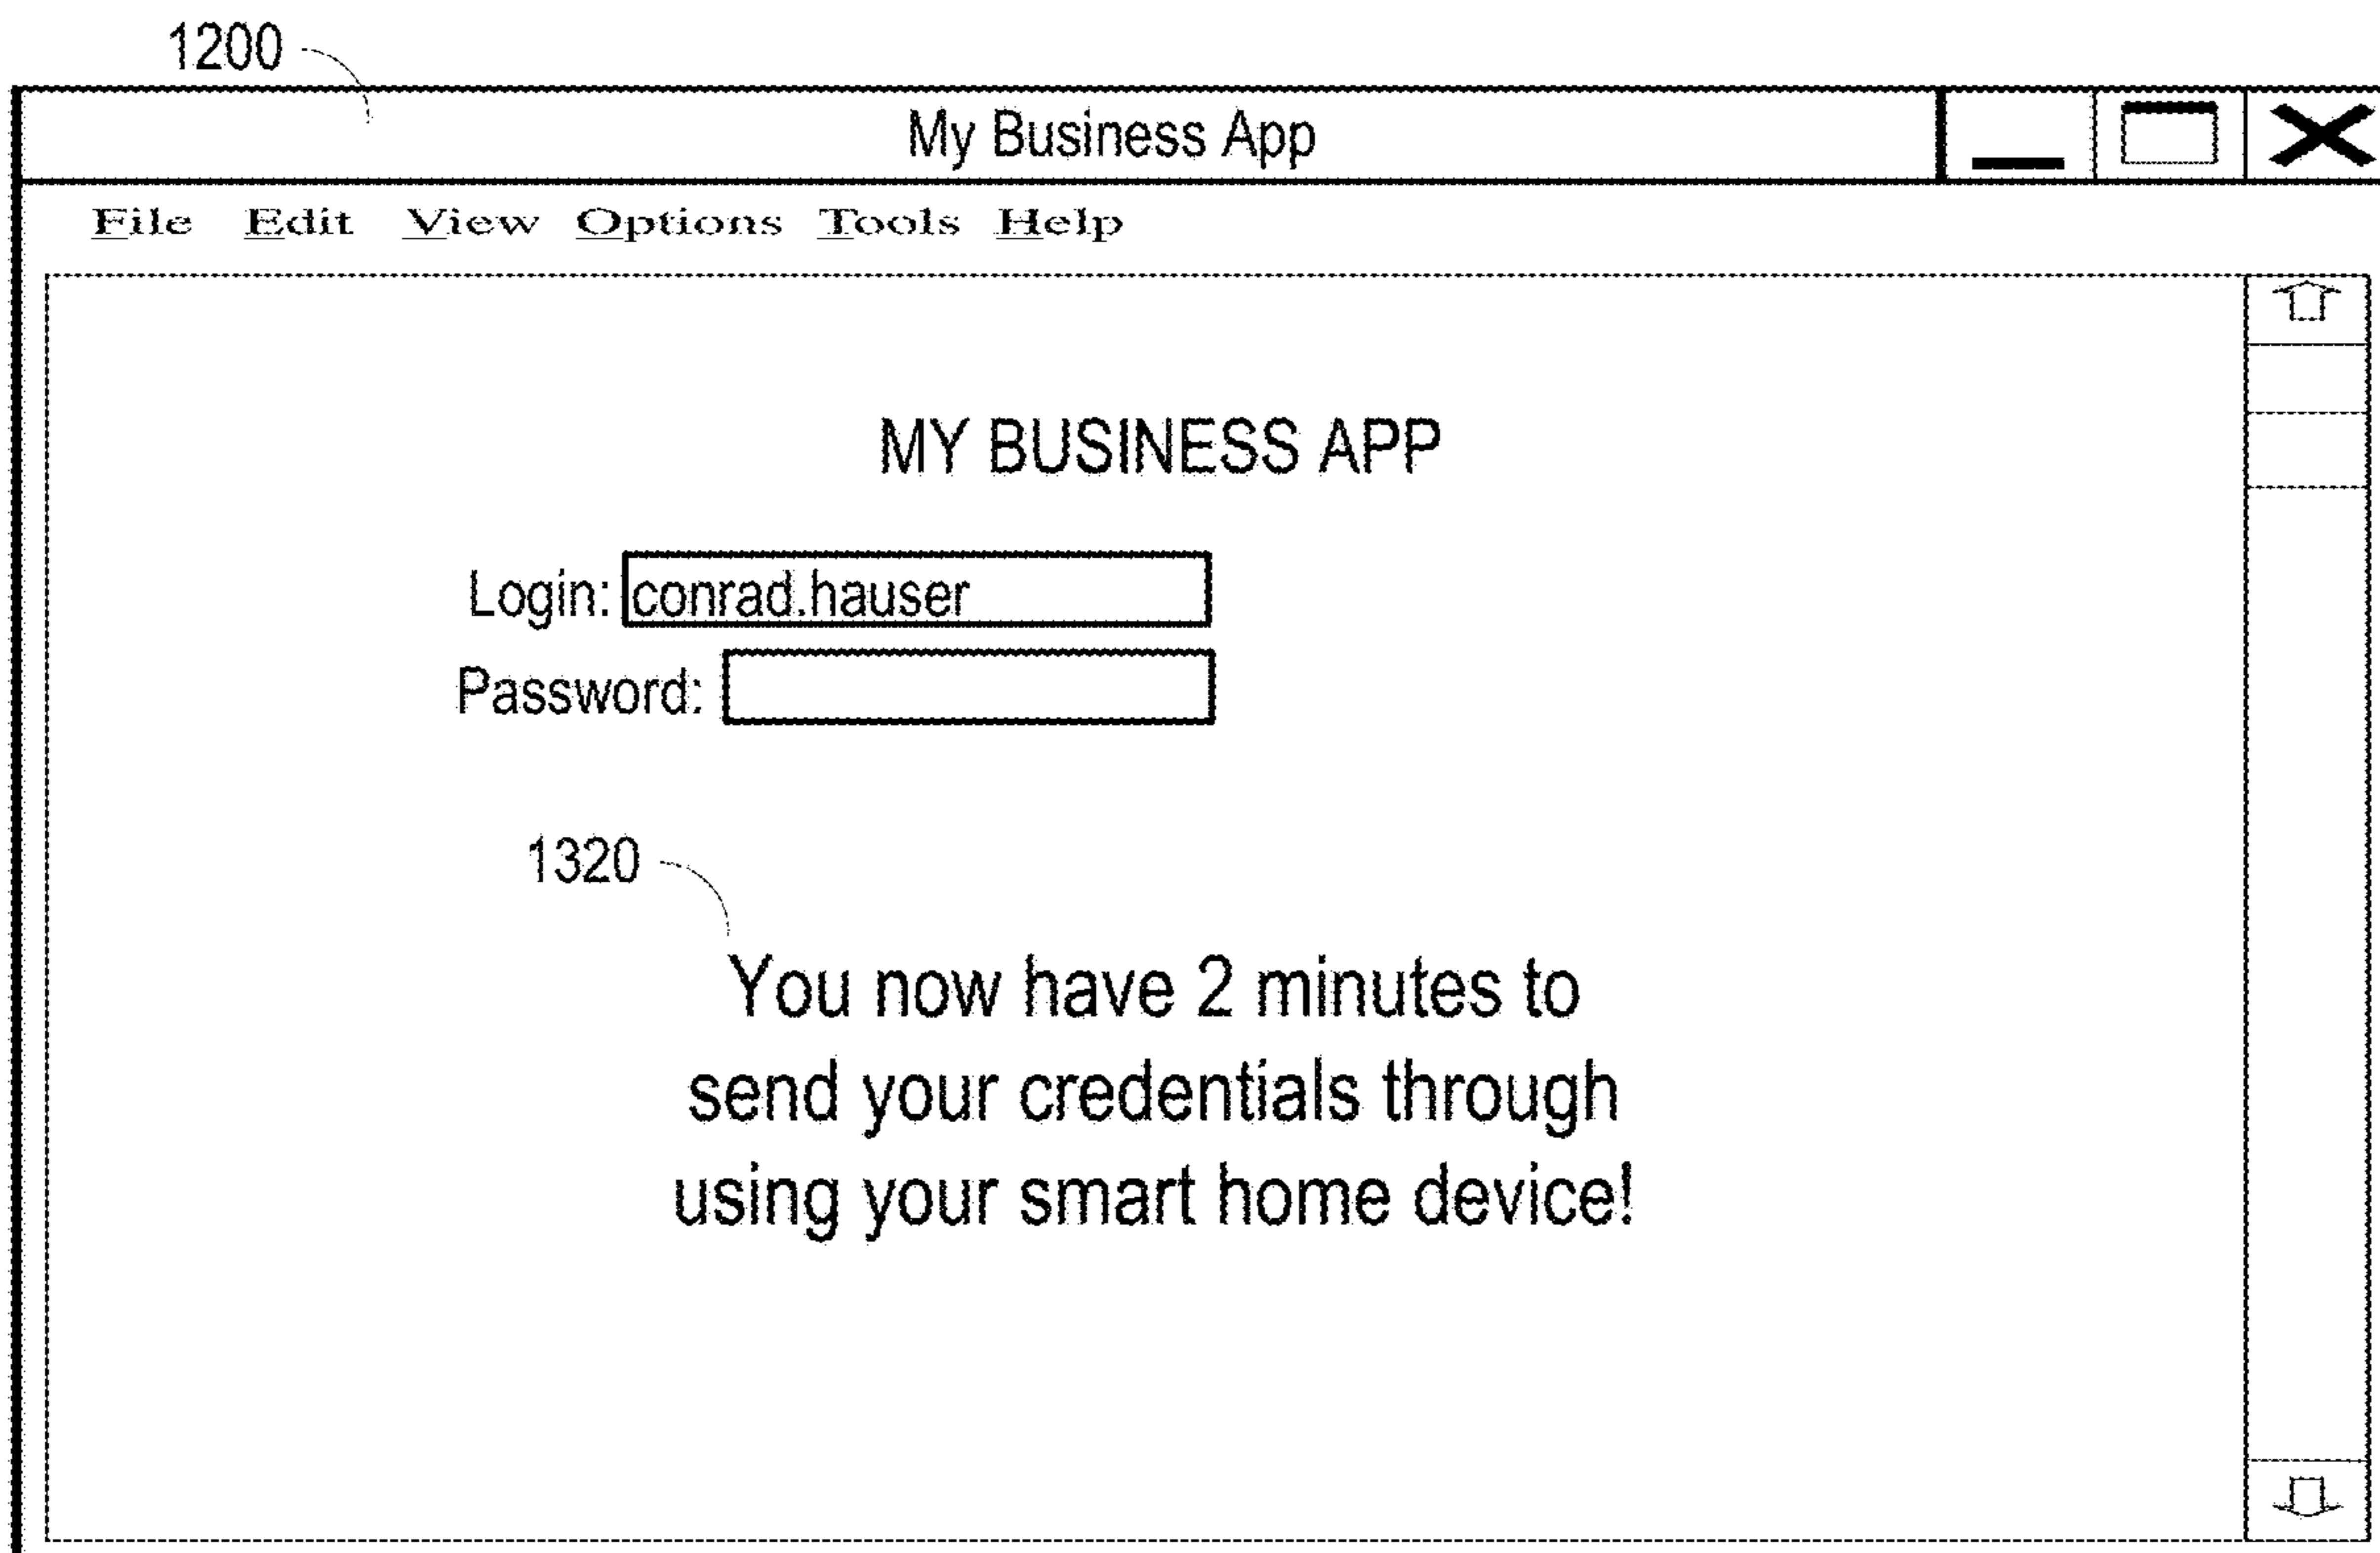 1200
My Business App
File Edit View Options Tools Help
MY BUSINESS APP
Login: conrad.hauser
Password:
1320
You now have 2 minutes to
send your credentials through
using your smart home device!